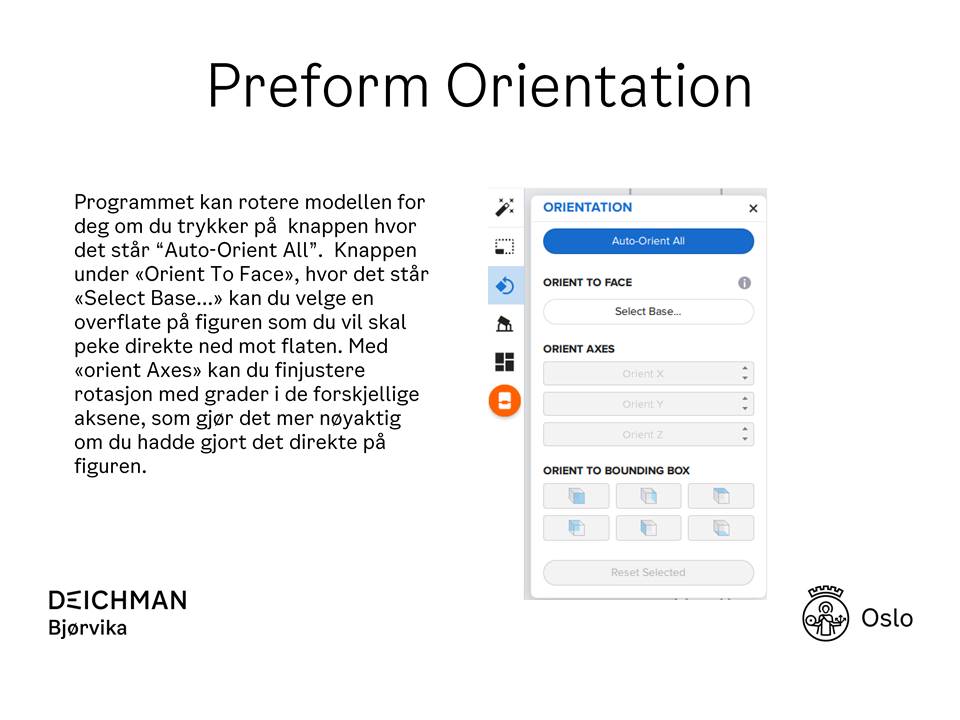 Preform Orientation
Programmet kan rotere modellen for
deg om du trykker på  knappen hvor
det står “Auto-Orient All”.  Knappen
under «Orient To Face», hvor det står
«Select Base...» kan du velge en
overflate på figuren som du vil skal
peke direkte ned mot flaten. Med
«orient Axes» kan du finjustere
rotasjon med grader i de forskjellige
aksene, som gjør det mer nøyaktig
om du hadde gjort det direkte på
figuren.
ORIENTATION
Auto-Orient All
ORIENT TO FACE
Select Base...
ORIENT AXES
Orient X
Orient Y
Orient Z
ORIENT TO BOUNDING BOX
Reset Selected
DEICHMAN
Bjørvika
Oslo